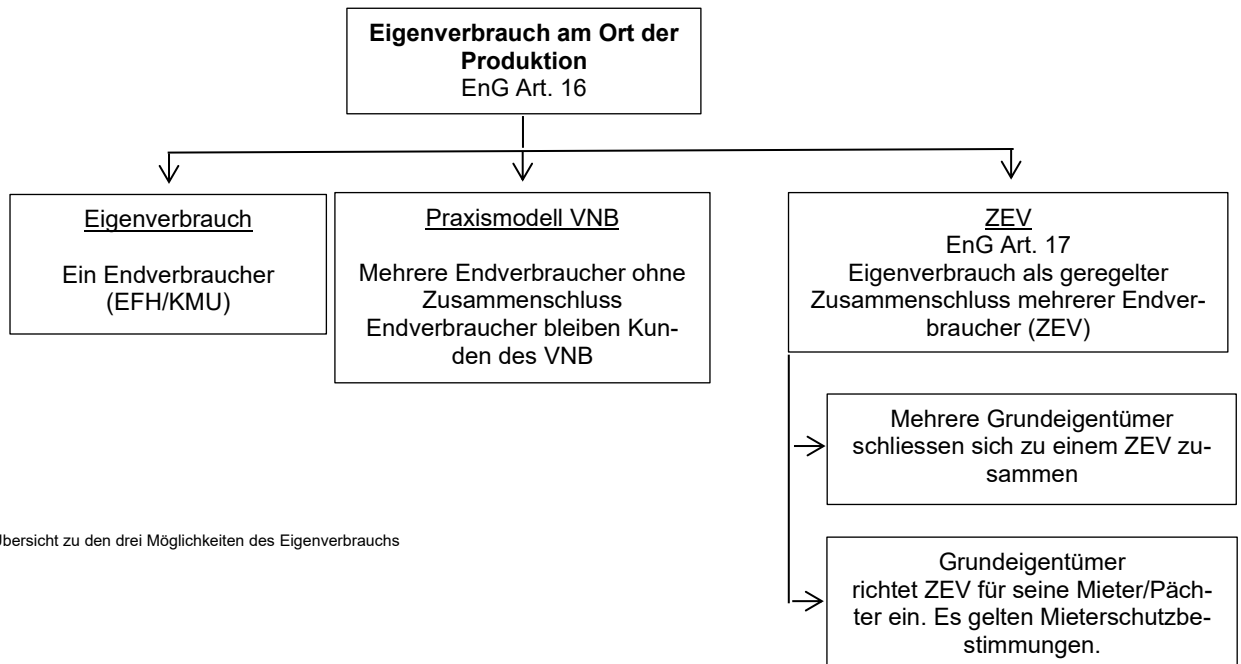 Eigenverbrauch am Ort der
Produktion
EnG Art. 16
Eigenverbrauch
Ein Endverbraucher
(EFH/KMU)
Praxismodell VNB
Mehrere Endverbraucher ohne
Zusammenschluss
Endverbraucher bleiben Kun-
den des VNB
ZEV
EnG Art. 17
Eigenverbrauch als geregelter
Zusammenschluss mehrerer Endver-
braucher (ZEV)
Mehrere Grundeigentümer
schliessen sich zu einem ZEV zu-
sammen
Übersicht zu den drei Möglichkeiten des Eigenverbrauchs
Grundeigentümer
richtet ZEV für seine Mieter/Päch-
ter ein. Es gelten Mieterschutzbe-
stimmungen.